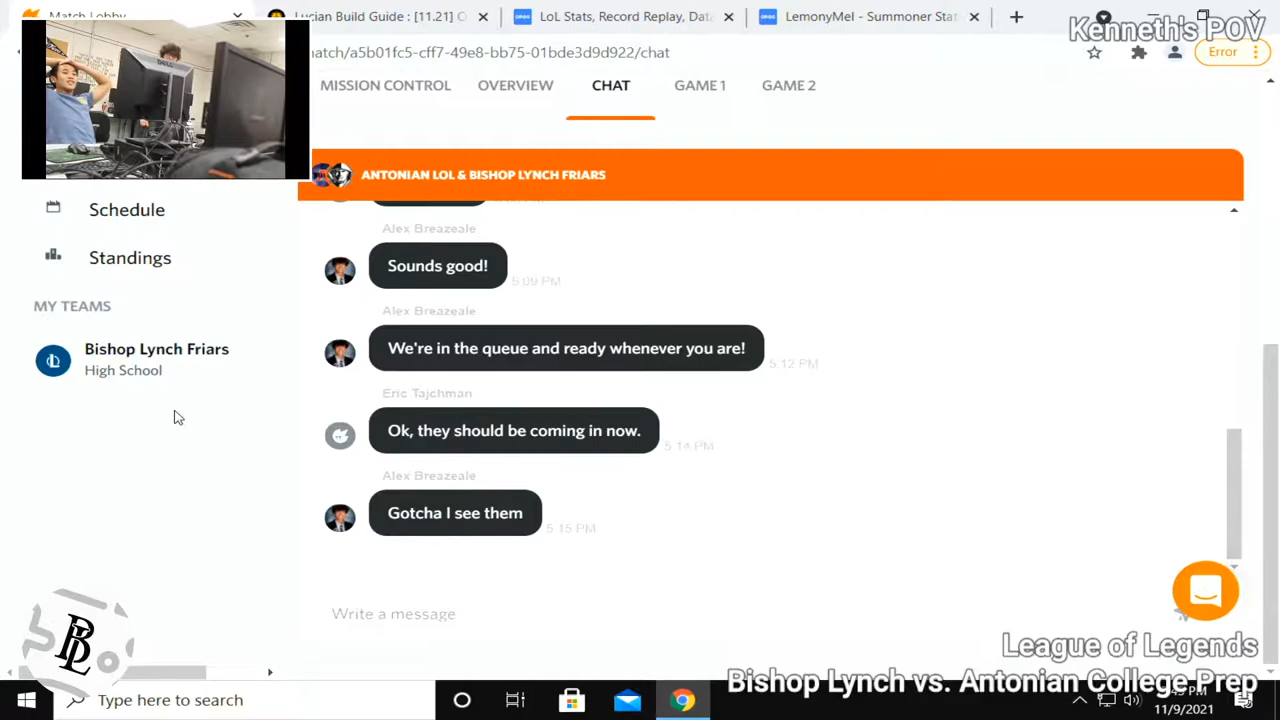 Match Lobby
Lucian Build Guide : [11.21] O
LoL Stats, Record Replay, Data
LemonyMel - Summoner Stat
Kenneth's POV
match/a5b01fc5-cff7-49e8-bb75-01bde3d9d922/chat
Error
MISSION CONTROL
OVERVIEW
CHAT
GAME 1
GAME 2
ANTONIAN LOL & BISHOP LYNCH FRIARS
Schedule
Standings
MY TEAMS
Bishop Lynch Friars
High School
Alex Breazeale
Sounds good!
5:09 PM
Alex Breazeale
We're in the queue and ready whenever you are!
5:12 PM
Eric Tajchman
Ok, they should be coming in now.
5:14 PM
Alex Breazeale
Gotcha I see them
5:15 PM
Write a message
BL
League of Legends
Bishop Lynch vs. Antonian College Prep
Type here to search
11/9/2021